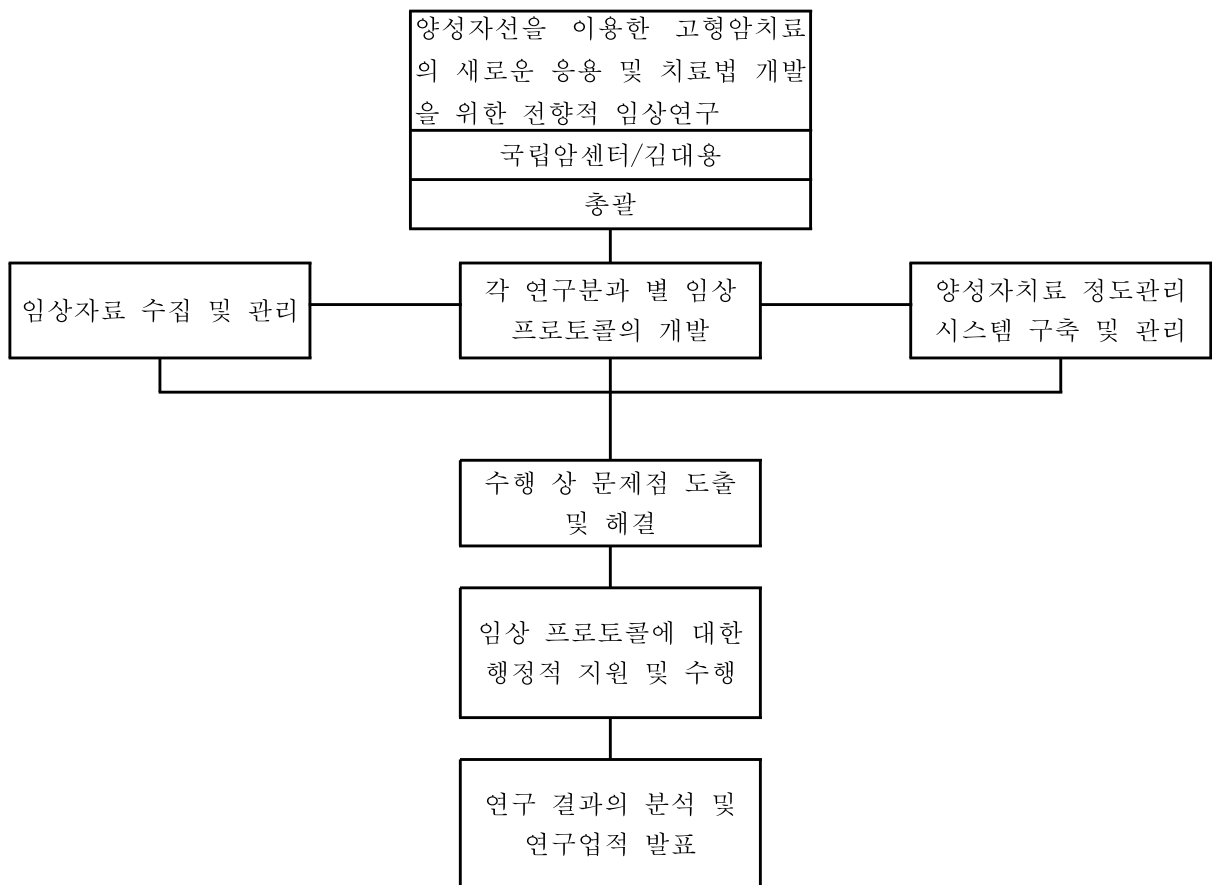 양성자선을 이용한 고형암치료
의 새로운 응용 및 치료법 개발
을 위한 전향적 임상연구
국립암센터/김대용
총괄
임상자료 수집 및 관리
각 연구분과 별 임상
프로토콜의 개발
양성자치료 정도관리
시스템 구축 및 관리
수행 상 문제점 도출
및 해결
임상 프로토콜에 대한
행정적 지원 및 수행
연구 결과의 분석 및
연구업적 발표